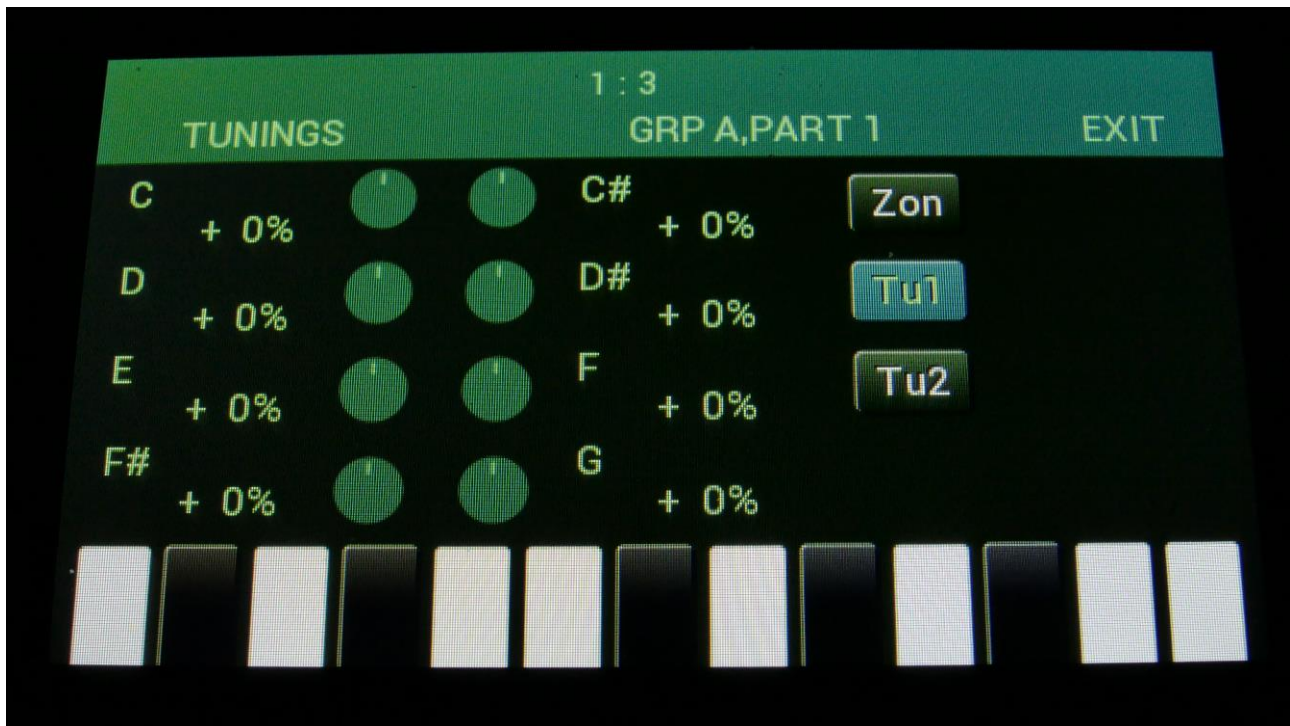 1 : 3
TUNINGS GRP A,PART 1 EXIT
C C# Zon
+ 0% + 0%
D D# Tu1
+ 0% + 0%
E F Tu2
+ 0% + 0%
F# G
+ 0% + 0%